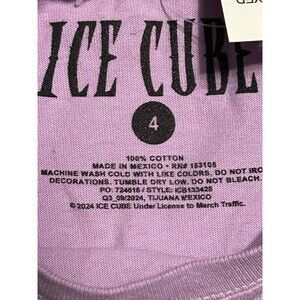 ICE CUBE
4
100% COTTON
MADE IN MEXICO • RN# 153105
MACHINE WASH COLD WITH LIKE COLORS, DO NOT IRO
DECORATIONS. TUMBLE DRY LOW. DO NOT BLEACH.
PO: 724516 / STYLE: ICB133425
Q3_09/2024, TIJUANA MEXICO
©2024 ICE CUBE Under License to Merch Traffic.